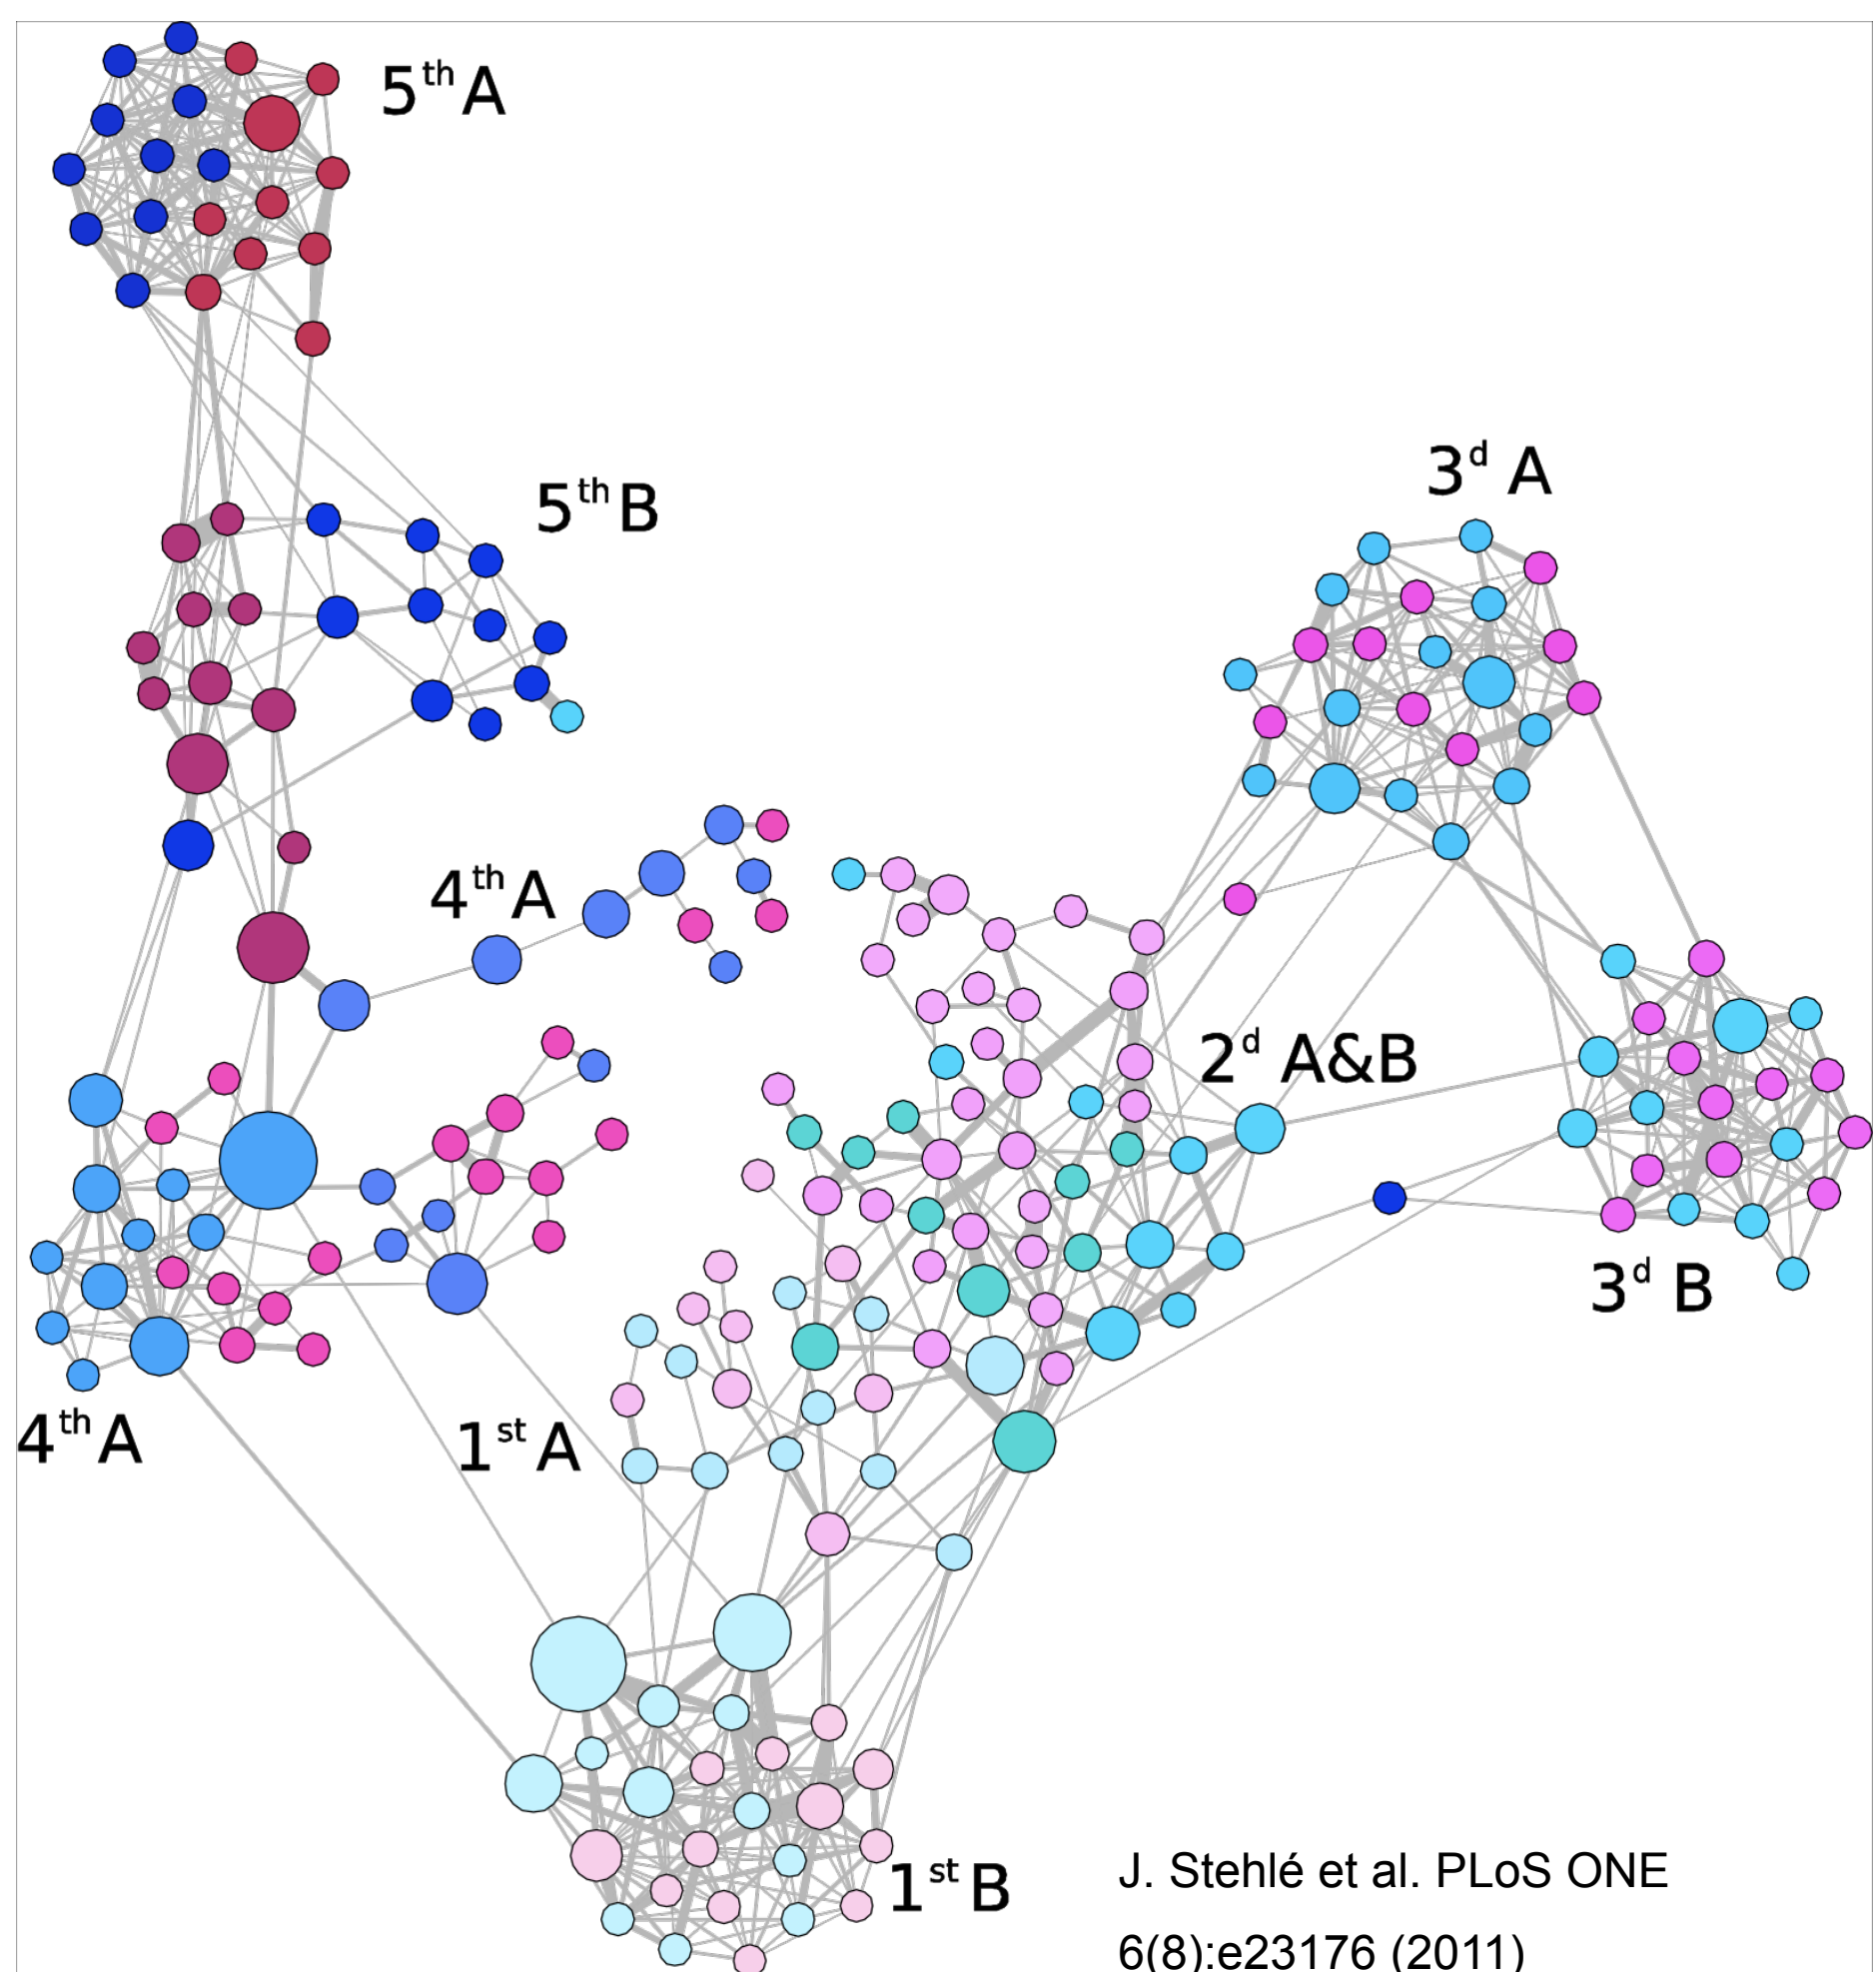 5th A
5th B
3d A
4th A
2d A&B
3d B
4th A
1st A
1st B
J. Stehlé et al. PLoS ONE
6(8):e23176 (2011)